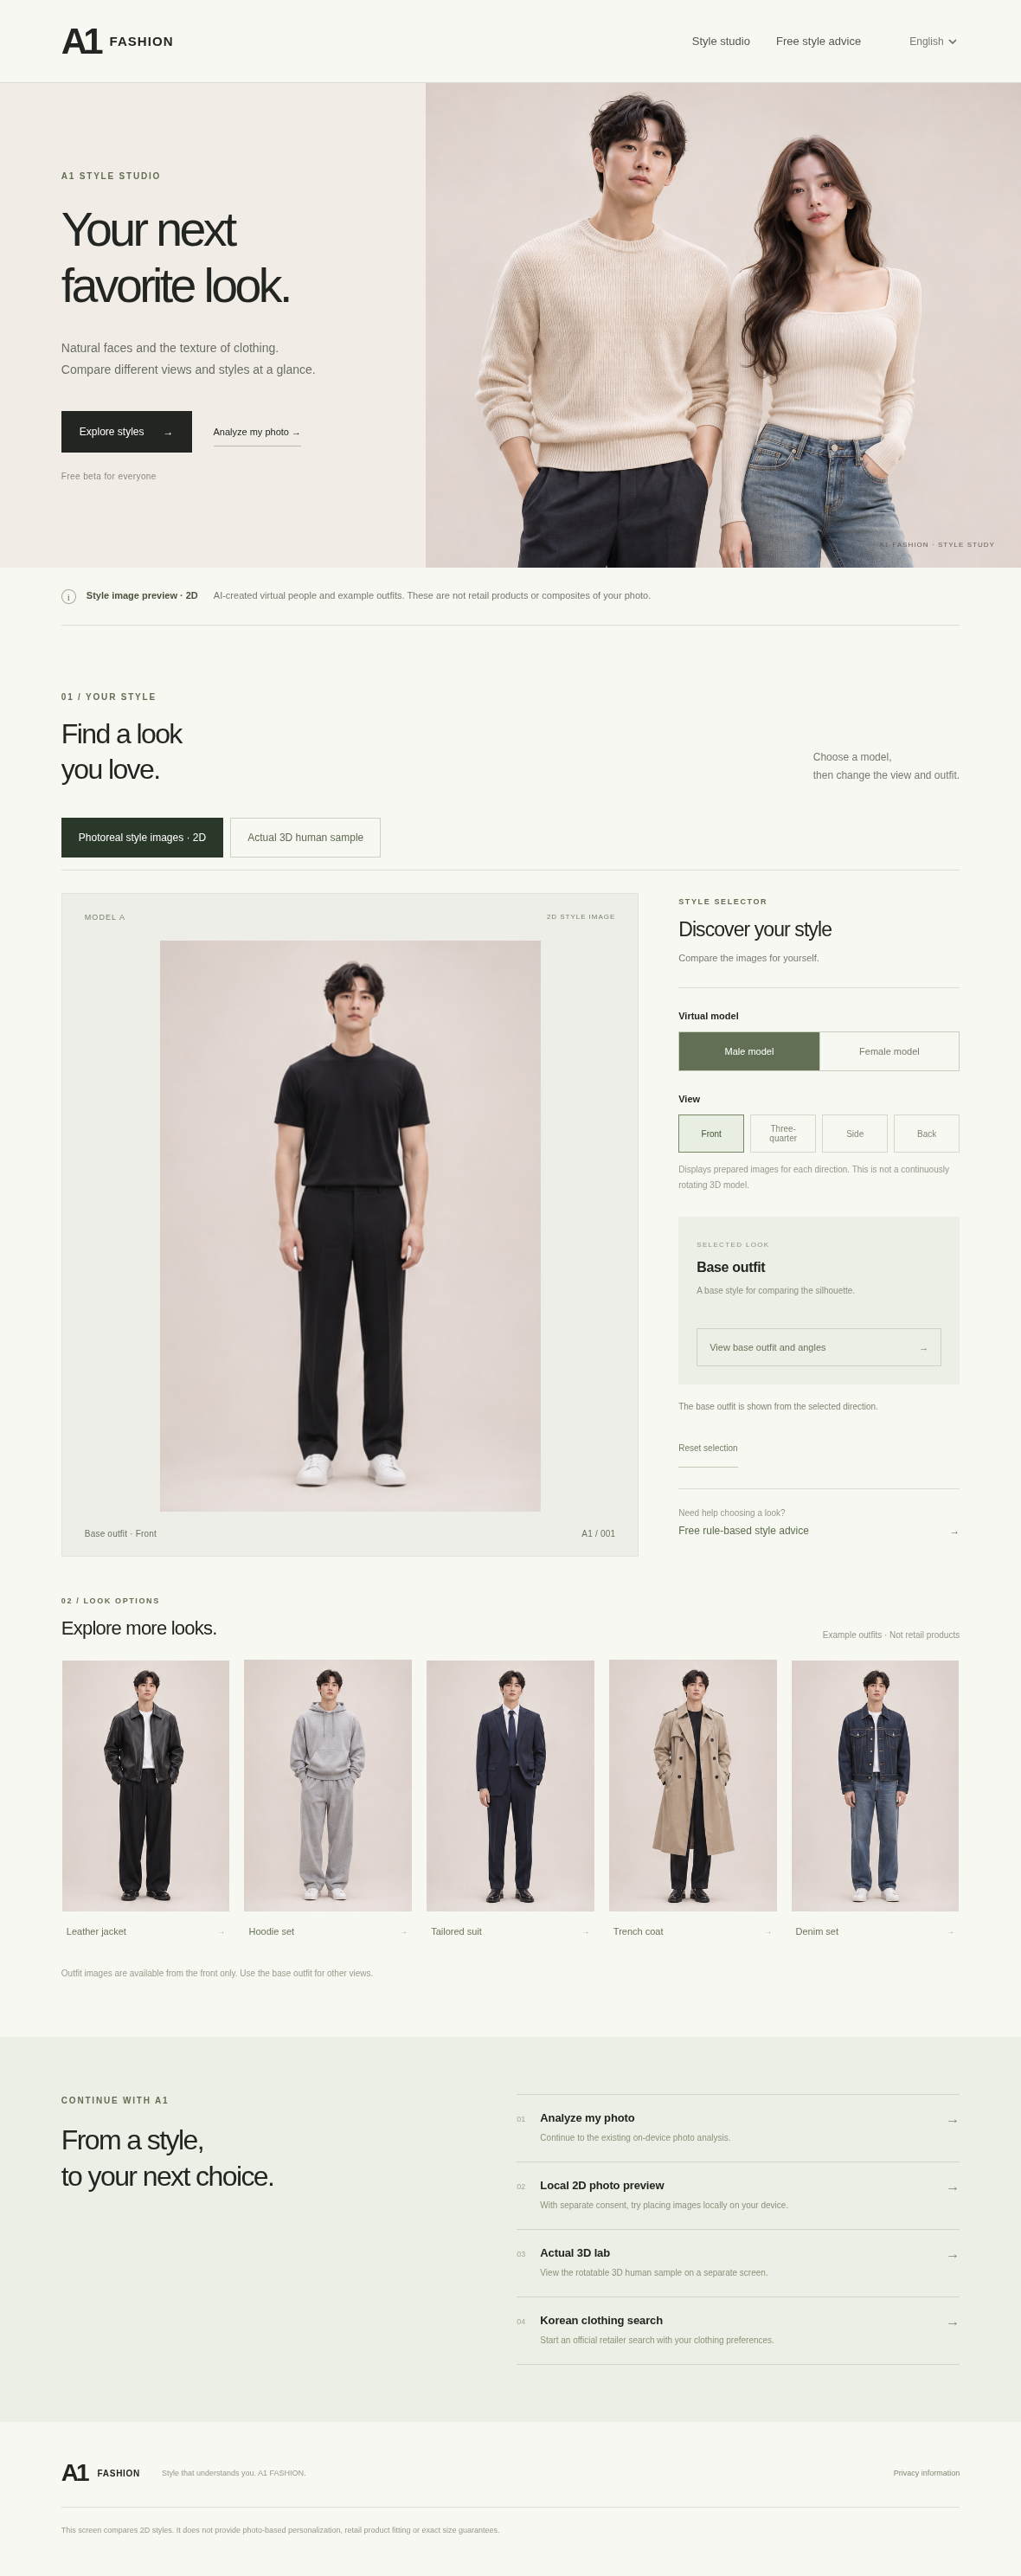 A1 FASHION
Style studio
Free style advice
English
A1 STYLE STUDIO
Your next
favorite look.
Natural faces and the texture of clothing.
Compare different views and styles at a glance.
Explore styles →
Analyze my photo →
Free beta for everyone
A1 FASHION · STYLE STUDY
Style image preview · 2D
AI-created virtual people and example outfits. These are not retail products or composites of your photo.
01 / YOUR STYLE
Find a look
you love.
Choose a model,
then change the view and outfit.
Photoreal style images · 2D
Actual 3D human sample
MODEL A
2D STYLE IMAGE
Base outfit · Front
A1 / 001
STYLE SELECTOR
Discover your style
Compare the images for yourself.
Virtual model
Male model
Female model
View
Front
Three-
quarter
Side
Back
Displays prepared images for each direction. This is not a continuously
rotating 3D model.
SELECTED LOOK
Base outfit
A base style for comparing the silhouette.
View base outfit and angles →
The base outfit is shown from the selected direction.
Reset selection
Need help choosing a look?
Free rule-based style advice →
02 / LOOK OPTIONS
Explore more looks.
Example outfits · Not retail products
Leather jacket →
Hoodie set →
Tailored suit →
Trench coat →
Denim set →
Outfit images are available from the front only. Use the base outfit for other views.
CONTINUE WITH A1
From a style,
to your next choice.
01 Analyze my photo →
Continue to the existing on-device photo analysis.
02 Local 2D photo preview →
With separate consent, try placing images locally on your device.
03 Actual 3D lab →
View the rotatable 3D human sample on a separate screen.
04 Korean clothing search →
Start an official retailer search with your clothing preferences.
A1 FASHION
Style that understands you. A1 FASHION.
Privacy information
This screen compares 2D styles. It does not provide photo-based personalization, retail product fitting or exact size guarantees.